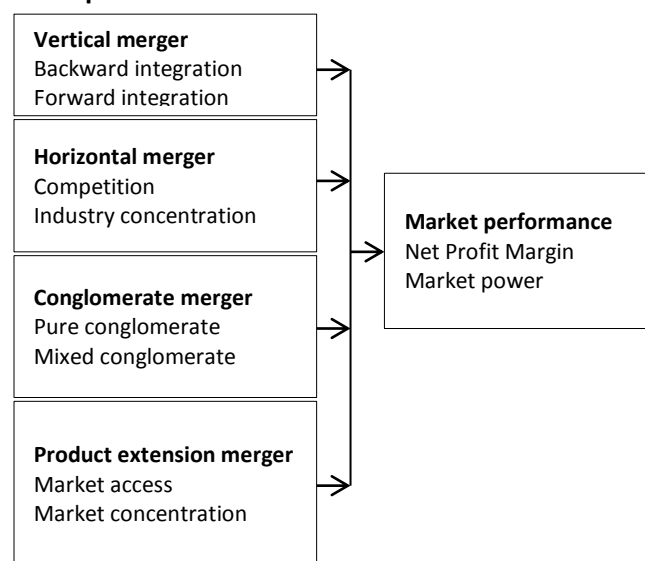 Vertical merger
Backward integration
Forward integration
Horizontal merger
Competition
Industry concentration
Conglomerate merger
Pure conglomerate
Mixed conglomerate
Product extension merger
Market access
Market concentration
Market performance
Net Profit Margin
Market power